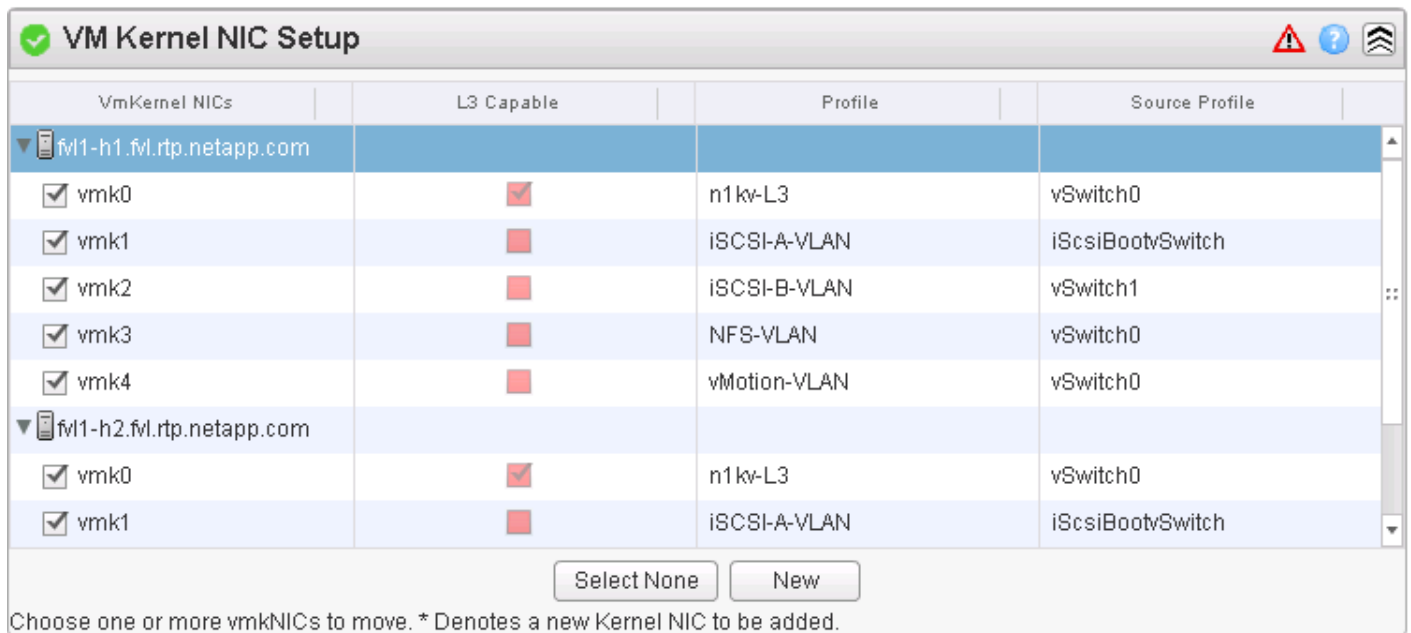 VM Kernel NIC Setup
VmKernel NICs L3 Capable Profile Source Profile
fvl1-h1.fvl.rtp.netapp.com
vmk0 n1kv-L3 vSwitch0
vmk1 iSCSI-A-VLAN iScsiBootvSwitch
vmk2 iSCSI-B-VLAN vSwitch1
vmk3 NFS-VLAN vSwitch0
vmk4 vMotion-VLAN vSwitch0
fvl1-h2.fvl.rtp.netapp.com
vmk0 n1kv-L3 vSwitch0
vmk1 iSCSI-A-VLAN iScsiBootvSwitch
Select None New
Choose one or more vmkNICs to move. * Denotes a new Kernel NIC to be added.